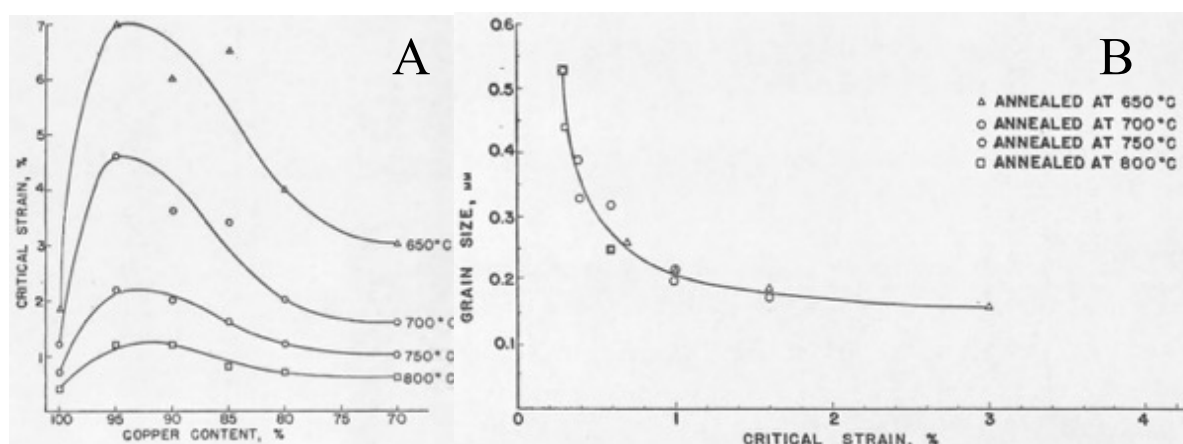 A
7
6
5
4
3
2
1
CRITICAL STRAIN, %
650°C
700°C
750°C
800°C
100 95 90 85 80 75 70
COPPER CONTENT, %
B
0.6
0.5
0.4
0.3
0.2
0.1
GRAIN SIZE, MM
ANNEALED AT 650°C
ANNEALED AT 700°C
ANNEALED AT 750°C
ANNEALED AT 800°C
0 1 2 3 4
CRITICAL STRAIN, %